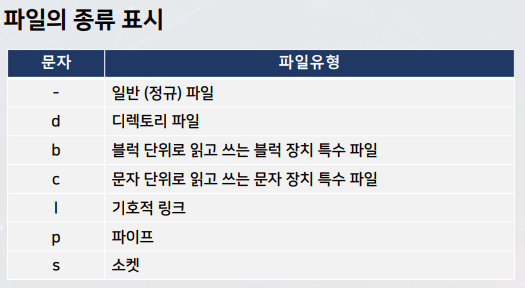 파일의 종류 표시
문자 파일유형
- 일반 (정규) 파일
d 디렉토리 파일
b 블럭 단위로 읽고 쓰는 블럭 장치 특수 파일
c 문자 단위로 읽고 쓰는 문자 장치 특수 파일
l 기호적 링크
p 파이프
s 소켓